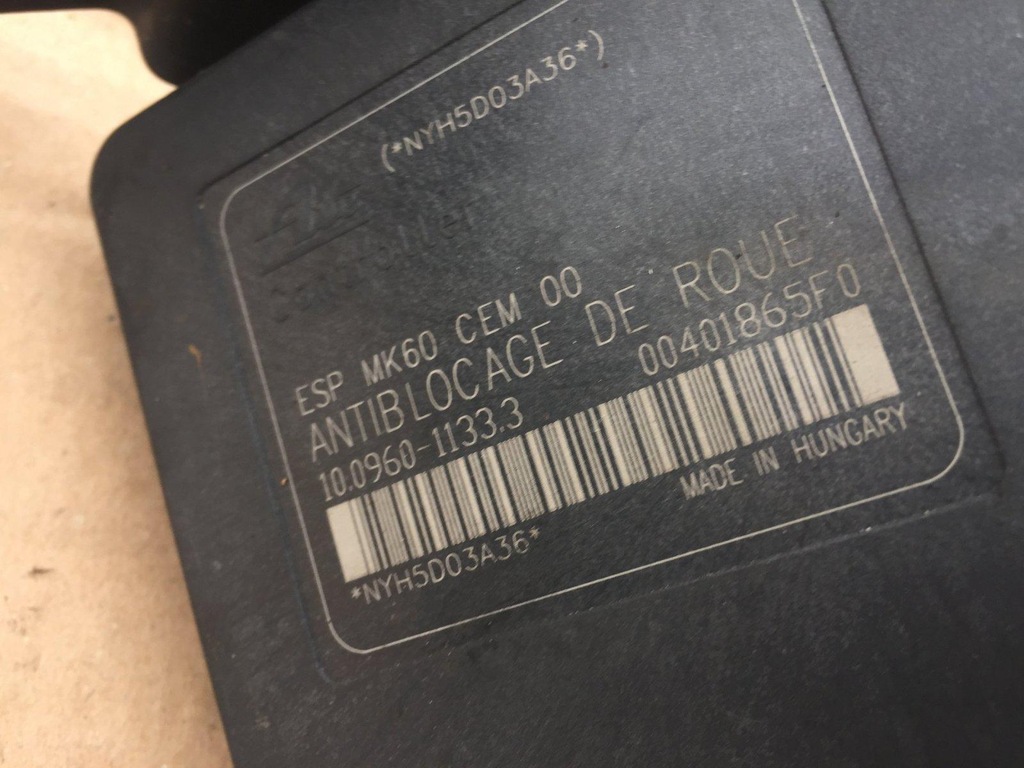 (*NYH5D03A36*)
ESP MK60 CEM 00
ANTIBLOCAGE DE ROUE
10.0960-1133.3 00401865F0
*NYH5D03A36*
MADE IN HUNGARY